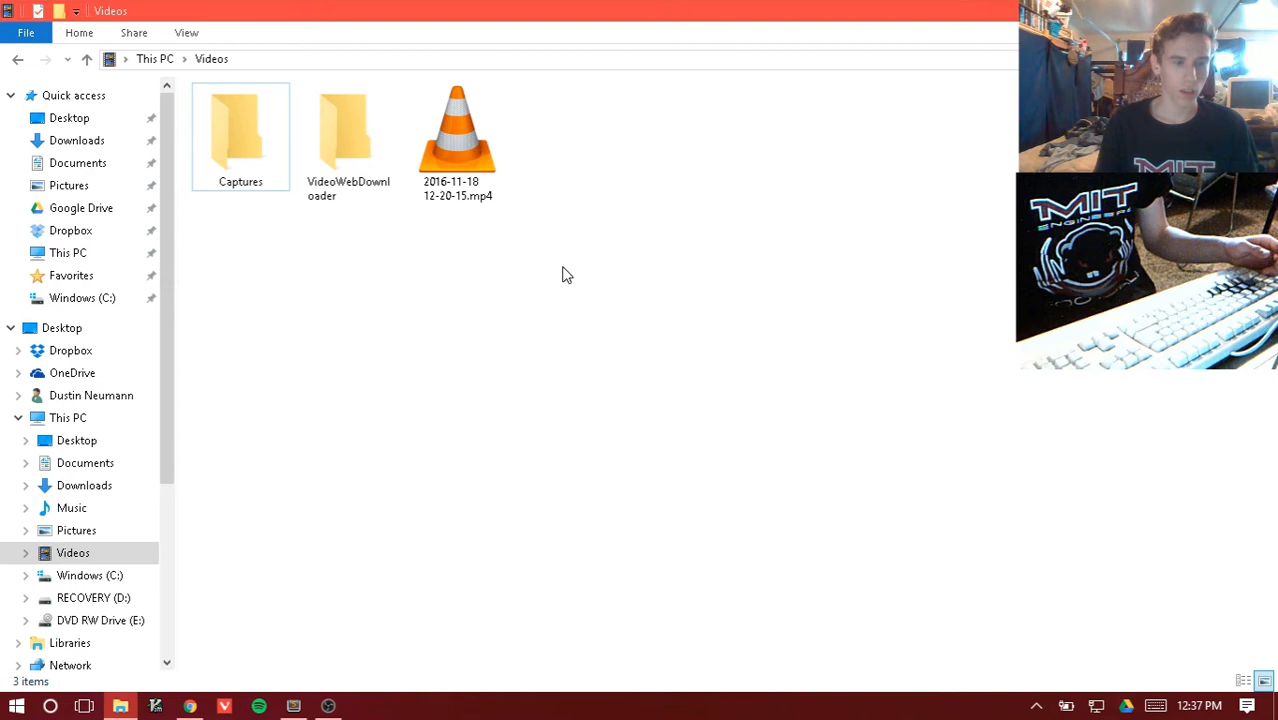 Videos
File Home Share View
This PC Videos
Quick access
Desktop
Downloads
Documents
Pictures
Google Drive
Dropbox
This PC
Favorites
Windows (C:)
Desktop
Dropbox
OneDrive
Dustin Neumann
This PC
Desktop
Documents
Downloads
Music
Pictures
Videos
Windows (C:)
RECOVERY (D:)
DVD RW Drive (E:)
Libraries
Network
3 items
Captures
VideoWebDownl
oader
2016-11-18
12-20-15.mp4
MIT
MIT
ENGINEERS
12:37 PM